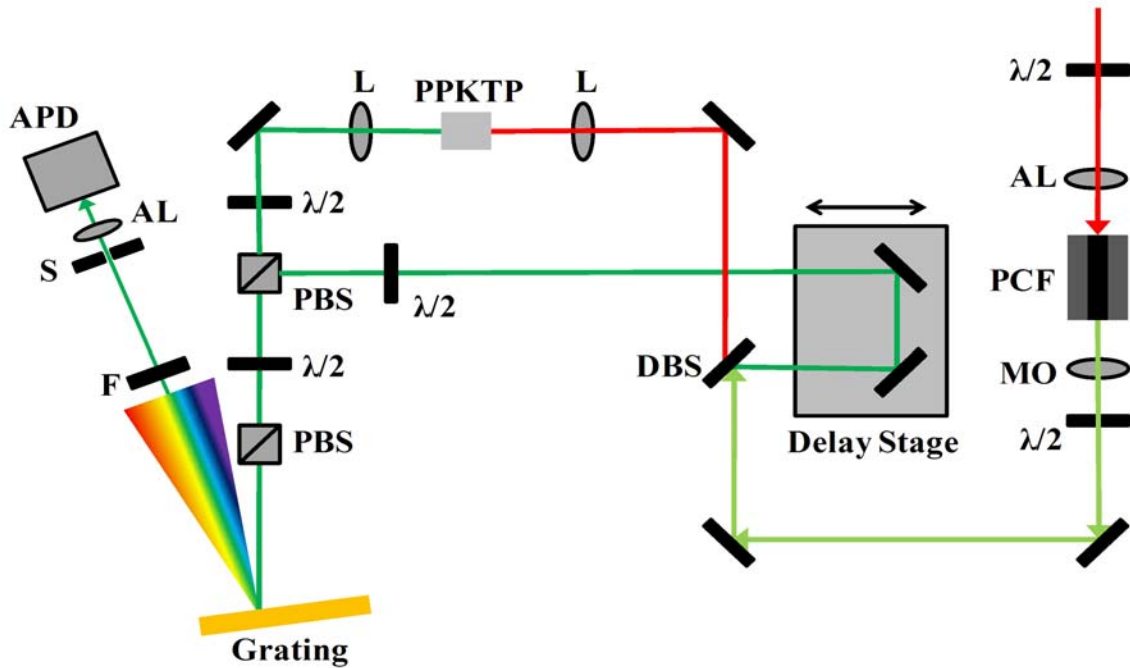 λ/2
L
PPKTP
L
APD
AL
λ/2
AL
S
PBS
λ/2
PCF
λ/2
DBS
MO
F
PBS
Delay Stage
λ/2
Grating